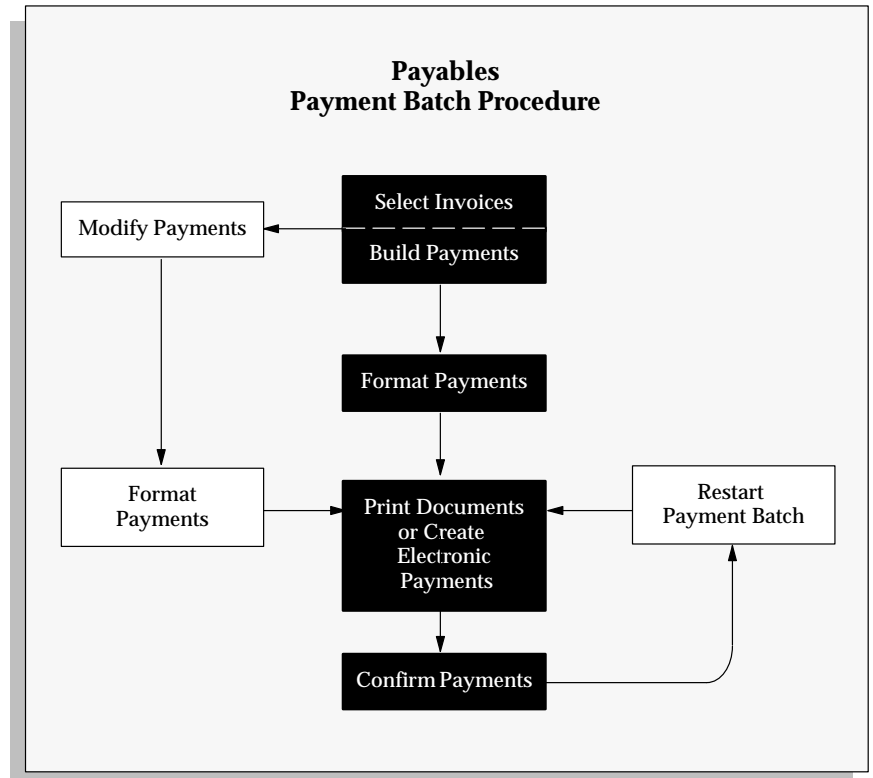 Payables
Payment Batch Procedure
Select Invoices
Build Payments
Modify Payments
Format Payments
Format
Payments
Print Documents
or Create
Electronic
Payments
Restart
Payment Batch
Confirm Payments